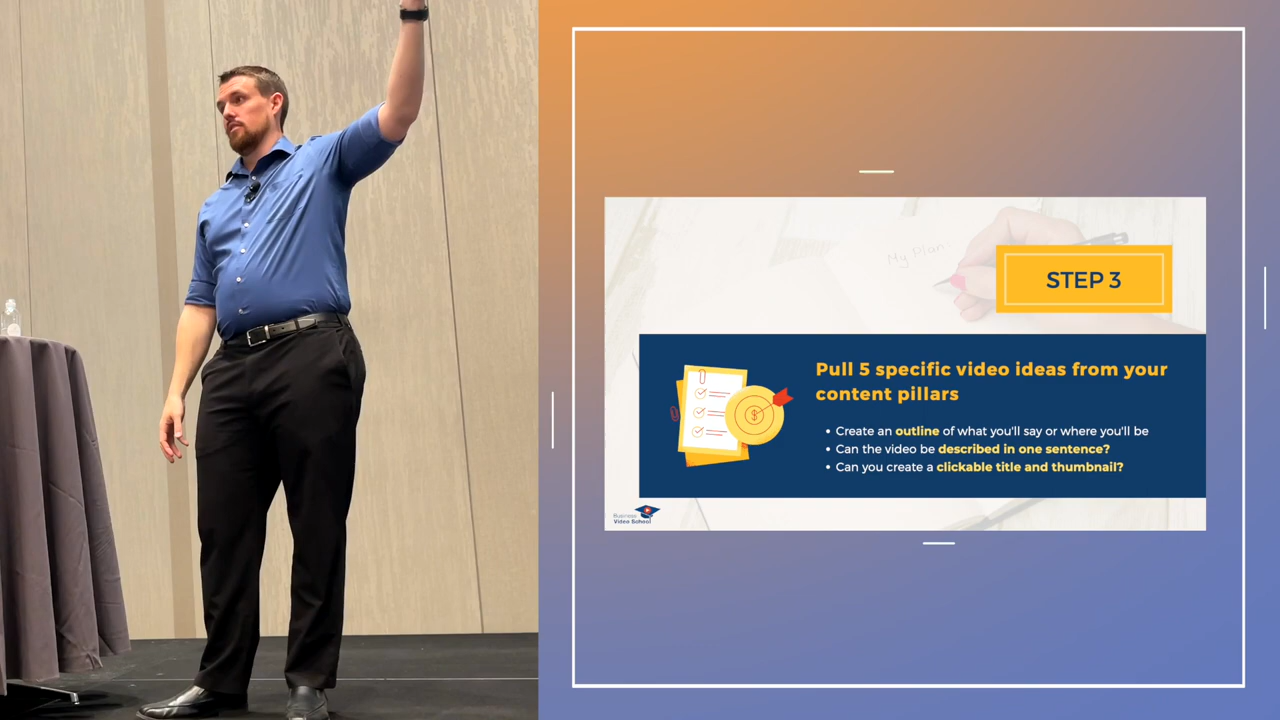 My Plan
STEP 3
Pull 5 specific video ideas from your
content pillars
• Create an outline of what you'll say or where you'll be
• Can the video be described in one sentence?
• Can you create a clickable title and thumbnail?
$
Business
Video School